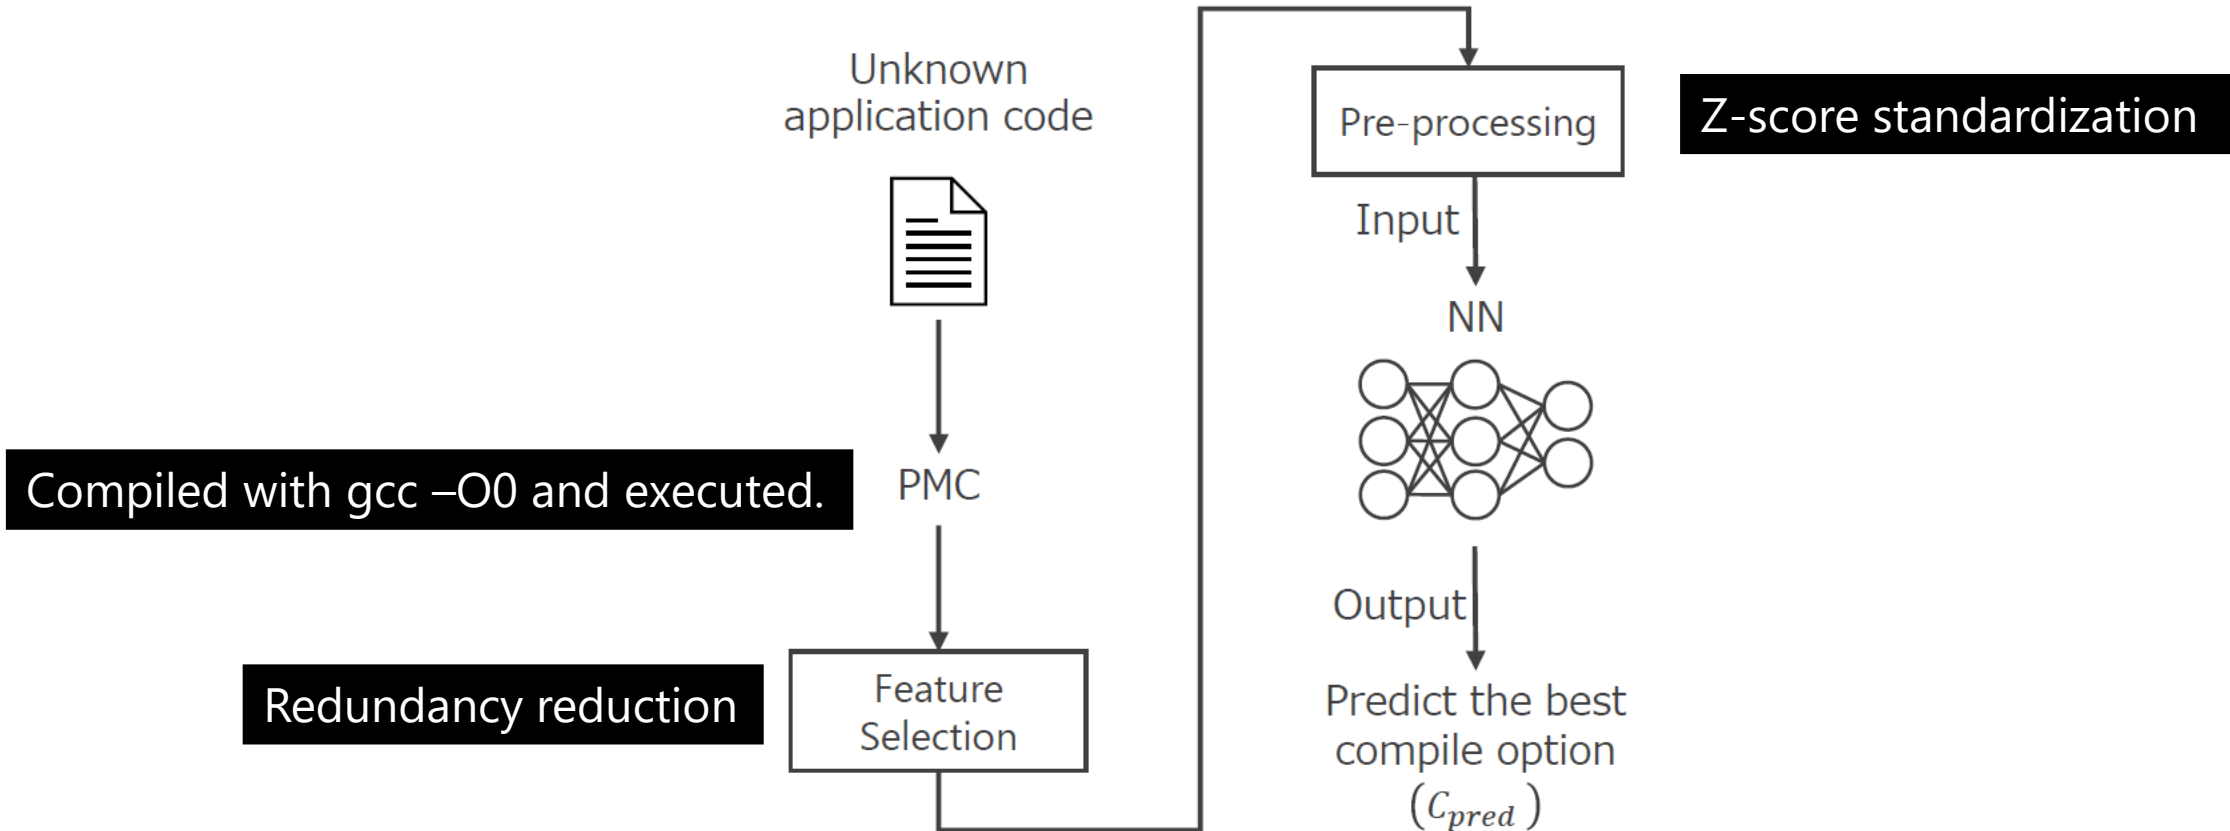 Unknown
application code
Compiled with gcc –O0 and executed.
PMC
Redundancy reduction
Feature
Selection
Pre-processing
Z-score standardization
Input
NN
Output
Predict the best
compile option
(C_pred)